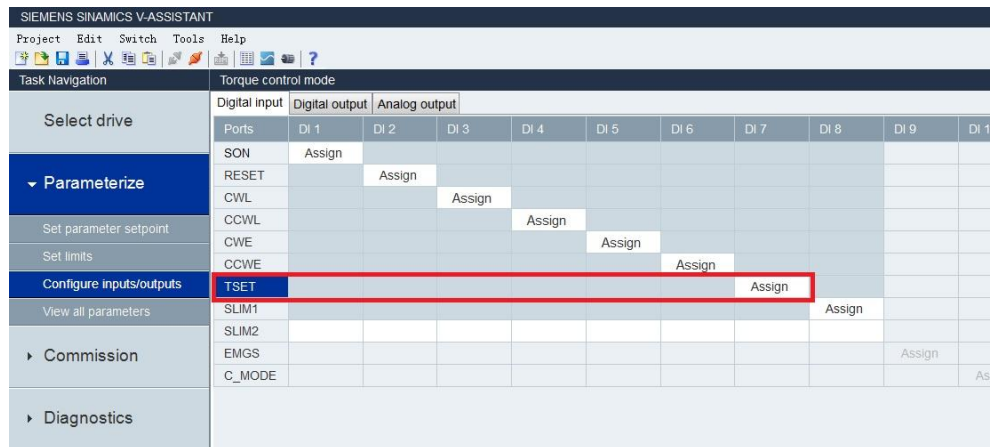 SIEMENS SINAMICS V-ASSISTANT
Project Edit Switch Tools Help
?
Task Navigation
Torque control mode
Digital input Digital output Analog output
Select drive
Ports DI 1 DI 2 DI 3 DI 4 DI 5 DI 6 DI 7 DI 8 DI 9 DI 1
SON Assign
RESET Assign
Parameterize
CWL Assign
CCWL Assign
Set parameter setpoint
CWE Assign
Set limits
CCWE Assign
Configure inputs/outputs
TSET Assign
View all parameters
SLIM1 Assign
SLIM2
Commission
EMGS Assign
C_MODE As
Diagnostics